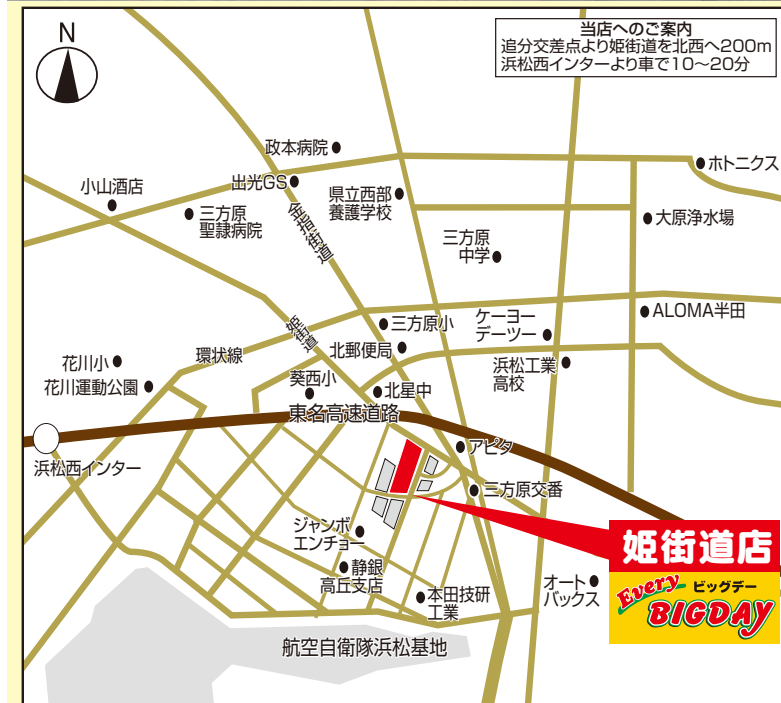 N
当店へのご案内
追分交差点より姫街道を北西へ200m
浜松西インターより車で10～20分
政本病院
ホトニクス
小山酒店
出光GS
県立西部
養護学校
三方原
聖隷病院
金指街道
大原浄水場
三方原
中学
姫街道
三方原小
ケーヨー
デーツー
ALOMA半田
環状線
北郵便局
花川小
浜松工業
高校
花川運動公園
葵西小
北星中
東名高速道路
アピタ
浜松西インター
三方原交番
ジャンボ
エンチョー
姫街道店
静銀
高丘支店
オート
バックス
本田技研
工業
Every ビッグデー
BIGDAY
航空自衛隊浜松基地